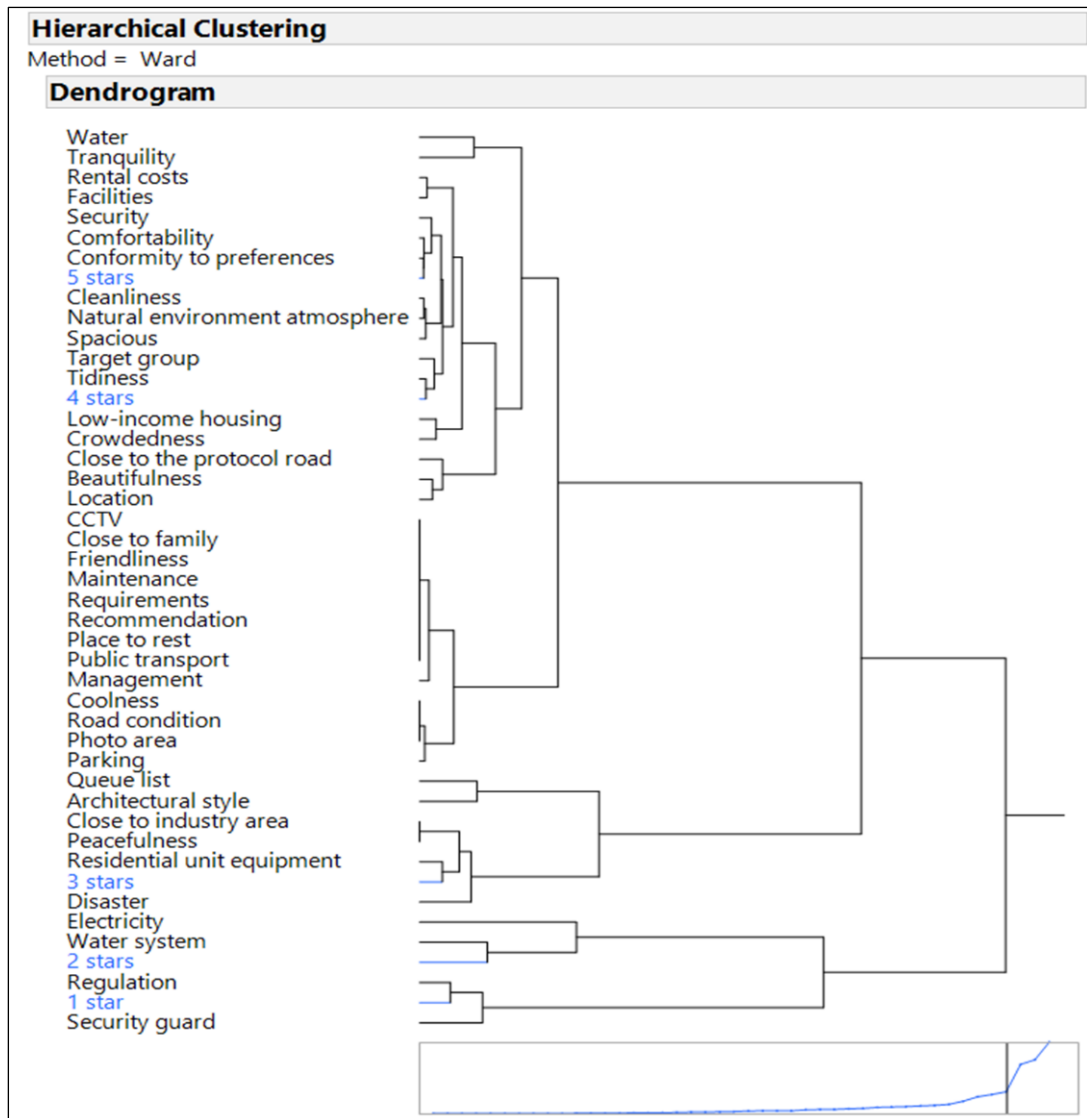 Hierarchical Clustering
Method = Ward
Dendrogram
Water
Tranquility
Rental costs
Facilities
Security
Comfortability
Conformity to preferences
5 stars
Cleanliness
Natural environment atmosphere
Spacious
Target group
Tidiness
4 stars
Low-income housing
Crowdedness
Close to the protocol road
Beautifulness
Location
CCTV
Close to family
Friendliness
Maintenance
Requirements
Recommendation
Place to rest
Public transport
Management
Coolness
Road condition
Photo area
Parking
Queue list
Architectural style
Close to industry area
Peacefulness
Residential unit equipment
3 stars
Disaster
Electricity
Water system
2 stars
Regulation
1 star
Security guard